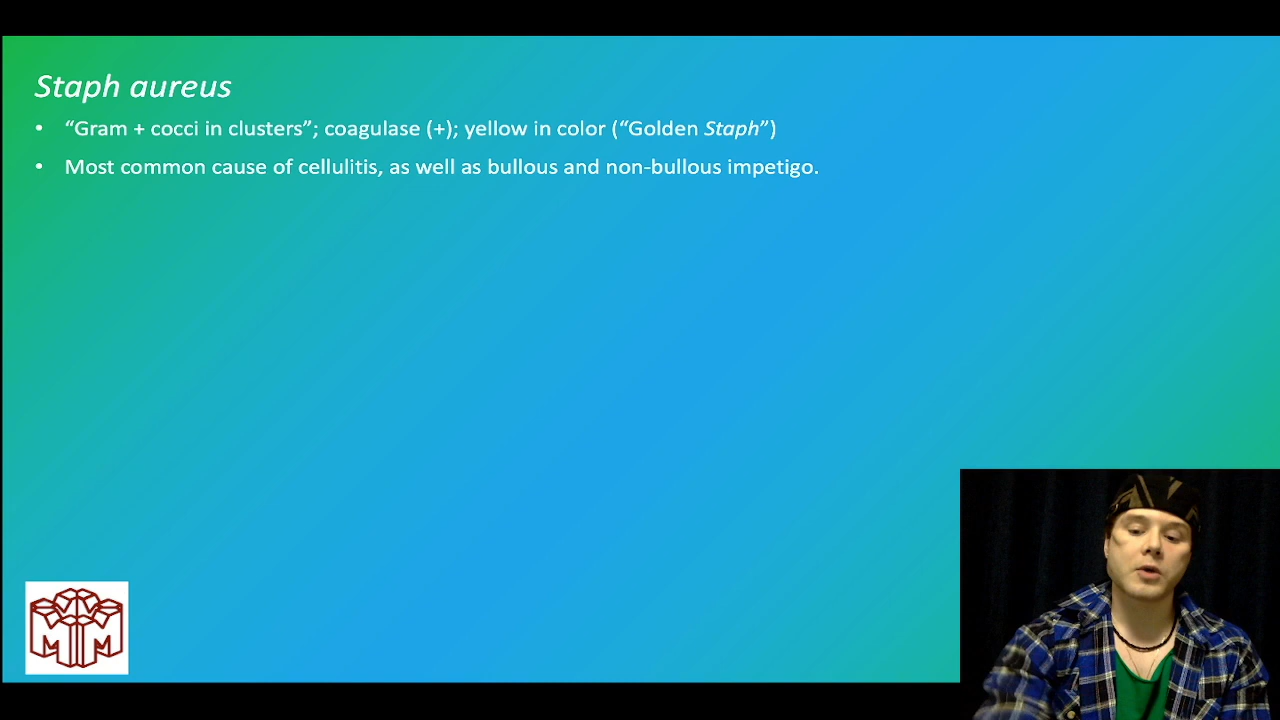 Staph aureus
• “Gram + cocci in clusters”; coagulase (+); yellow in color (“Golden Staph”)
• Most common cause of cellulitis, as well as bullous and non-bullous impetigo.
M M